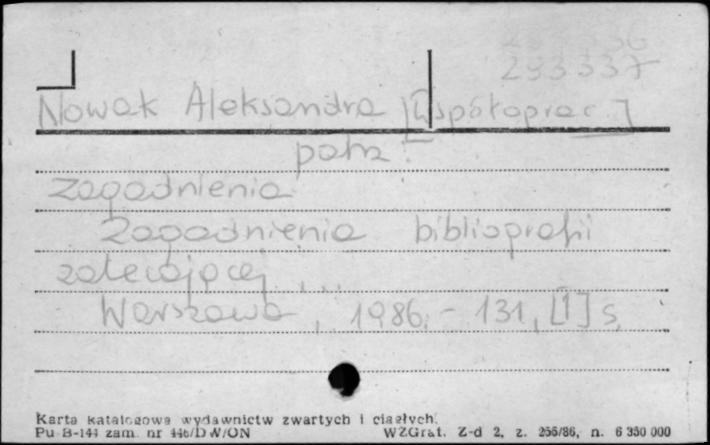 293336
293337
Nowak Aleksandra [Współoprac.]
patrz:
Zagadnienia
Zagadnienia bibliografii
zalecającej ...
Warszawa, 1986. - 131, [1] s.
Karta katalogowa wydawnictw zwartych i ciągłych.
Pu B-144 zam. nr 446/DW/ON WZGraf. Z-d 2, z. 255/86, n. 6 350 000